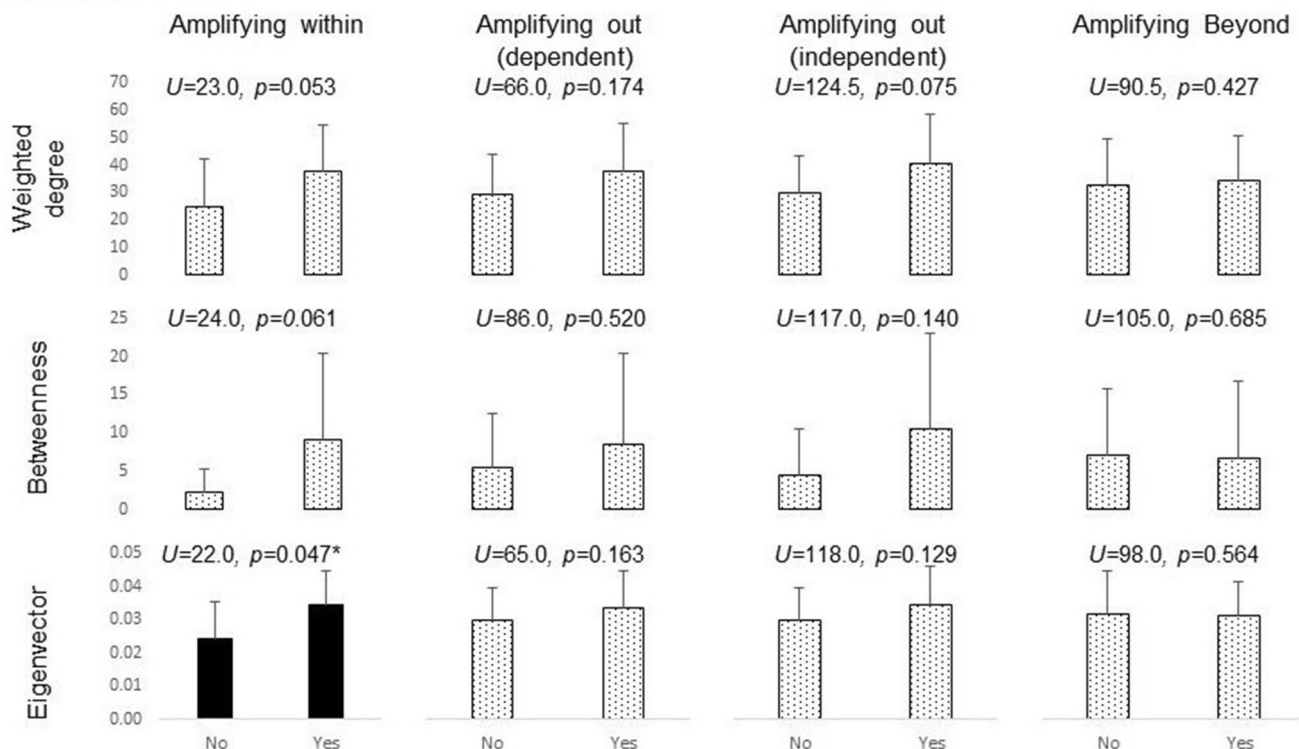 Amplifying within
Amplifying out
(dependent)
Amplifying out
(independent)
Amplifying Beyond
Weighted
degree
70
60
50
40
30
20
10
0
U=23.0, p=0.053
U=66.0, p=0.174
U=124.5, p=0.075
U=90.5, p=0.427
Betweenness
25
20
15
10
5
0
U=24.0, p=0.061
U=86.0, p=0.520
U=117.0, p=0.140
U=105.0, p=0.685
Eigenvector
0.05
0.04
0.03
0.02
0.01
0.00
U=22.0, p=0.047*
U=65.0, p=0.163
U=118.0, p=0.129
U=98.0, p=0.564
No Yes
No Yes
No Yes
No Yes